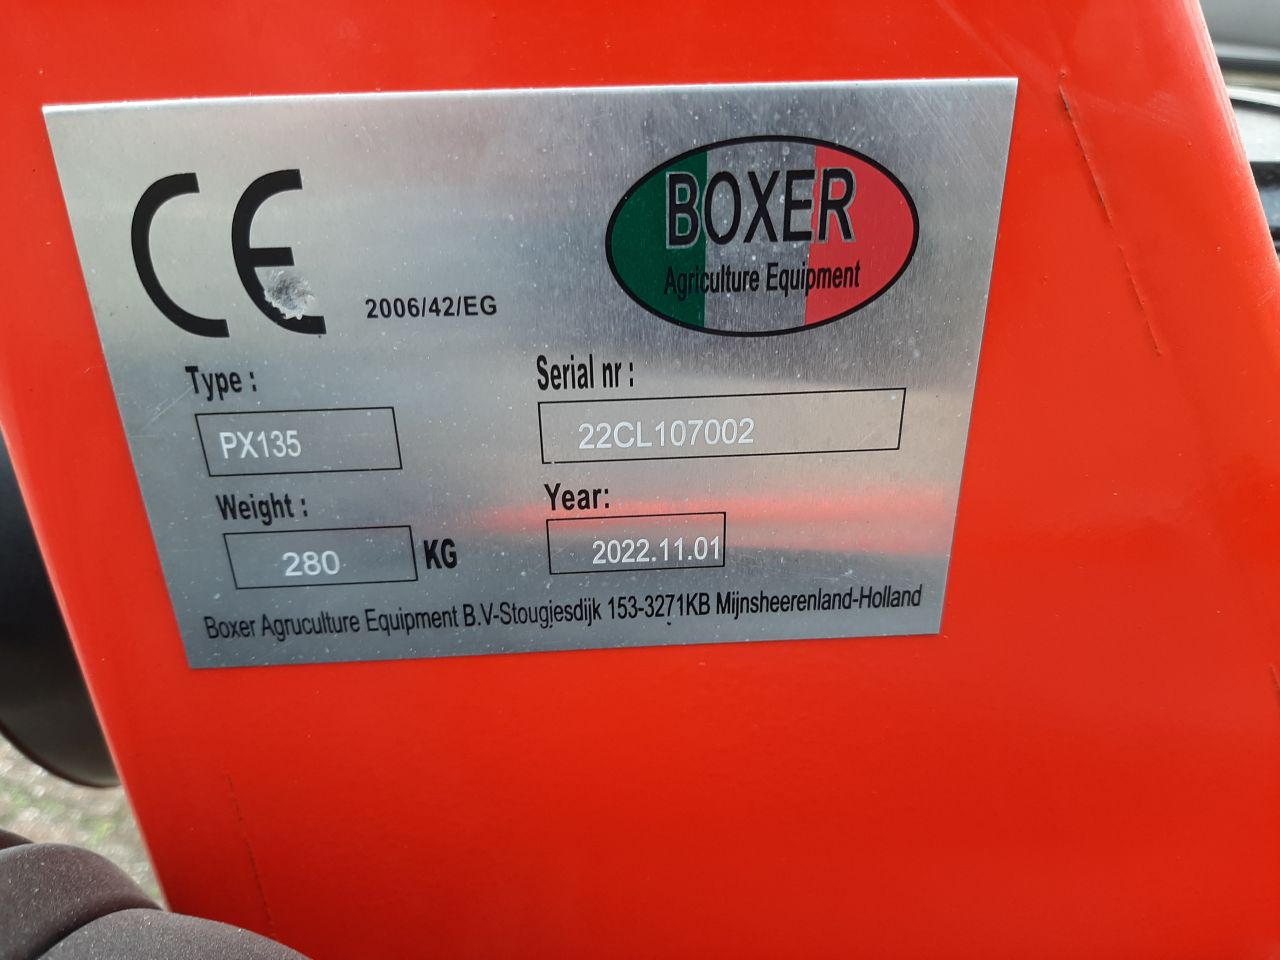 CE
2006/42/EG
BOXER
Agriculture Equipment
Type :
Serial nr :
PX135
22CL107002
Weight :
Year:
280 KG
2022.11.01
Boxer Agruculture Equipment B.V-Stougjesdijk 153-3271KB Mijnsheerenland-Holland